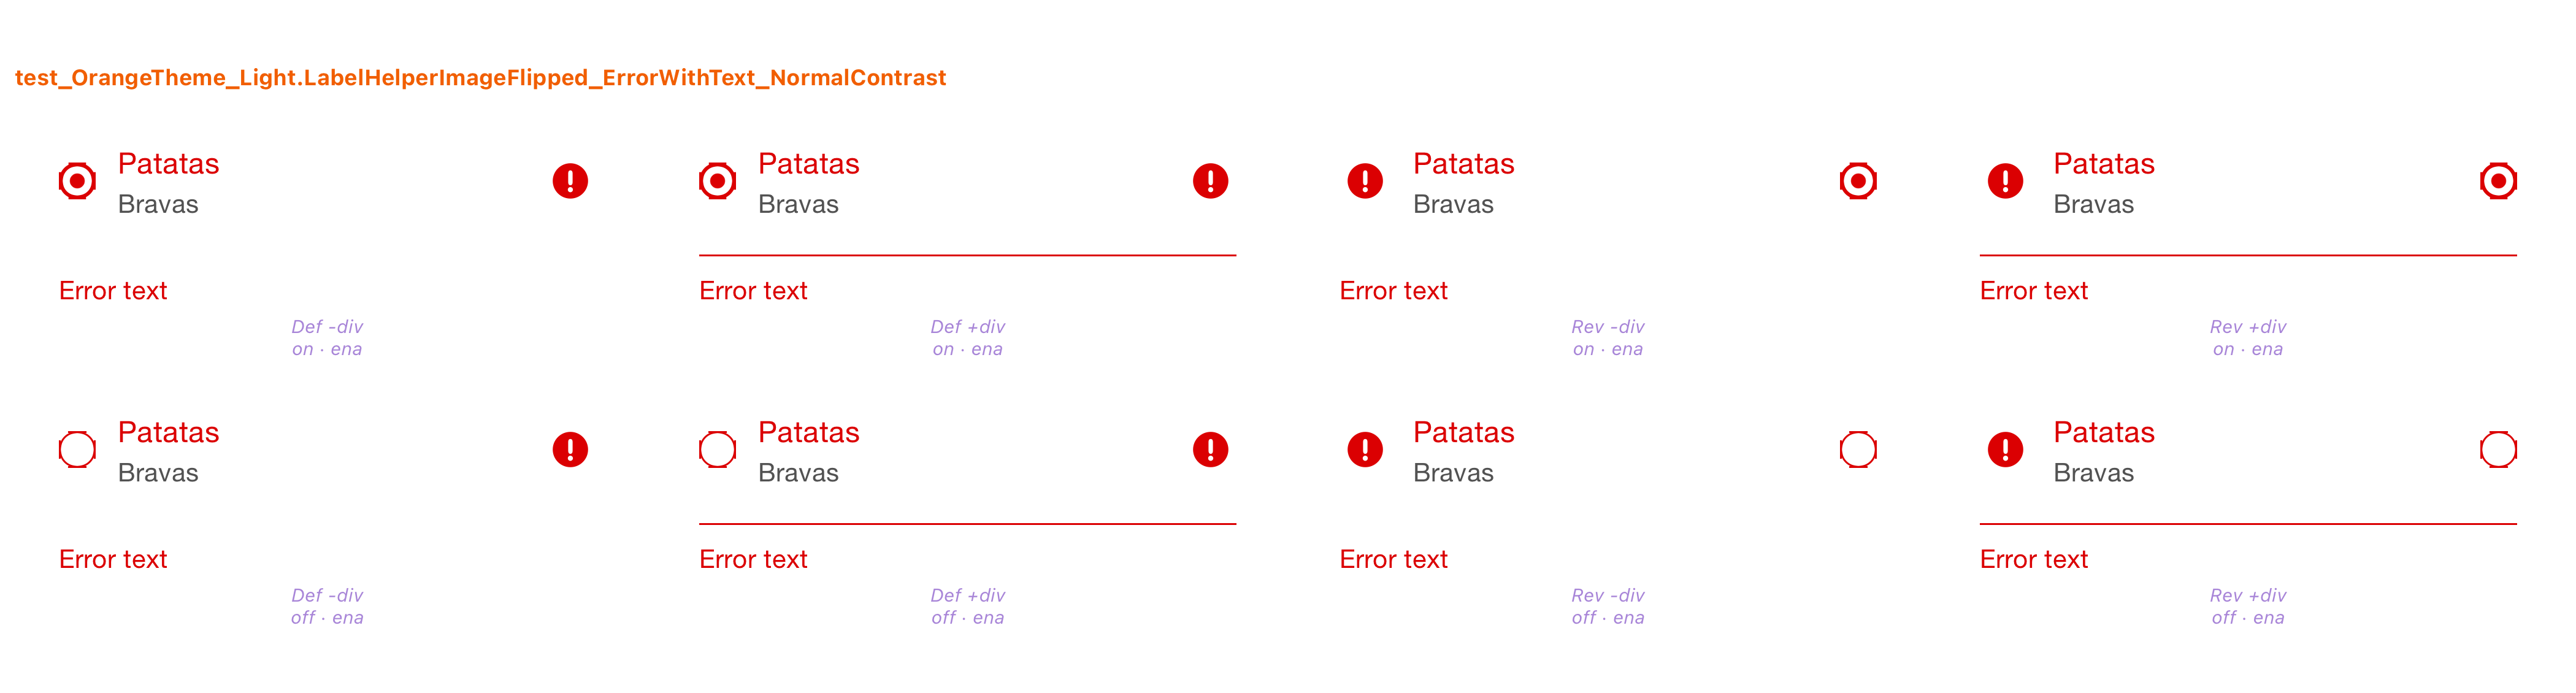 test_OrangeTheme_Light.LabelHelperImageFlipped_ErrorWithText_NormalContrast
Patatas
Bravas
Error text
Def -div
on · ena
Patatas
Bravas
Error text
Def +div
on · ena
Patatas
Bravas
Error text
Rev -div
on · ena
Patatas
Bravas
Error text
Rev +div
on · ena
Patatas
Bravas
Error text
Def -div
off · ena
Patatas
Bravas
Error text
Def +div
off · ena
Patatas
Bravas
Error text
Rev -div
off · ena
Patatas
Bravas
Error text
Rev +div
off · ena